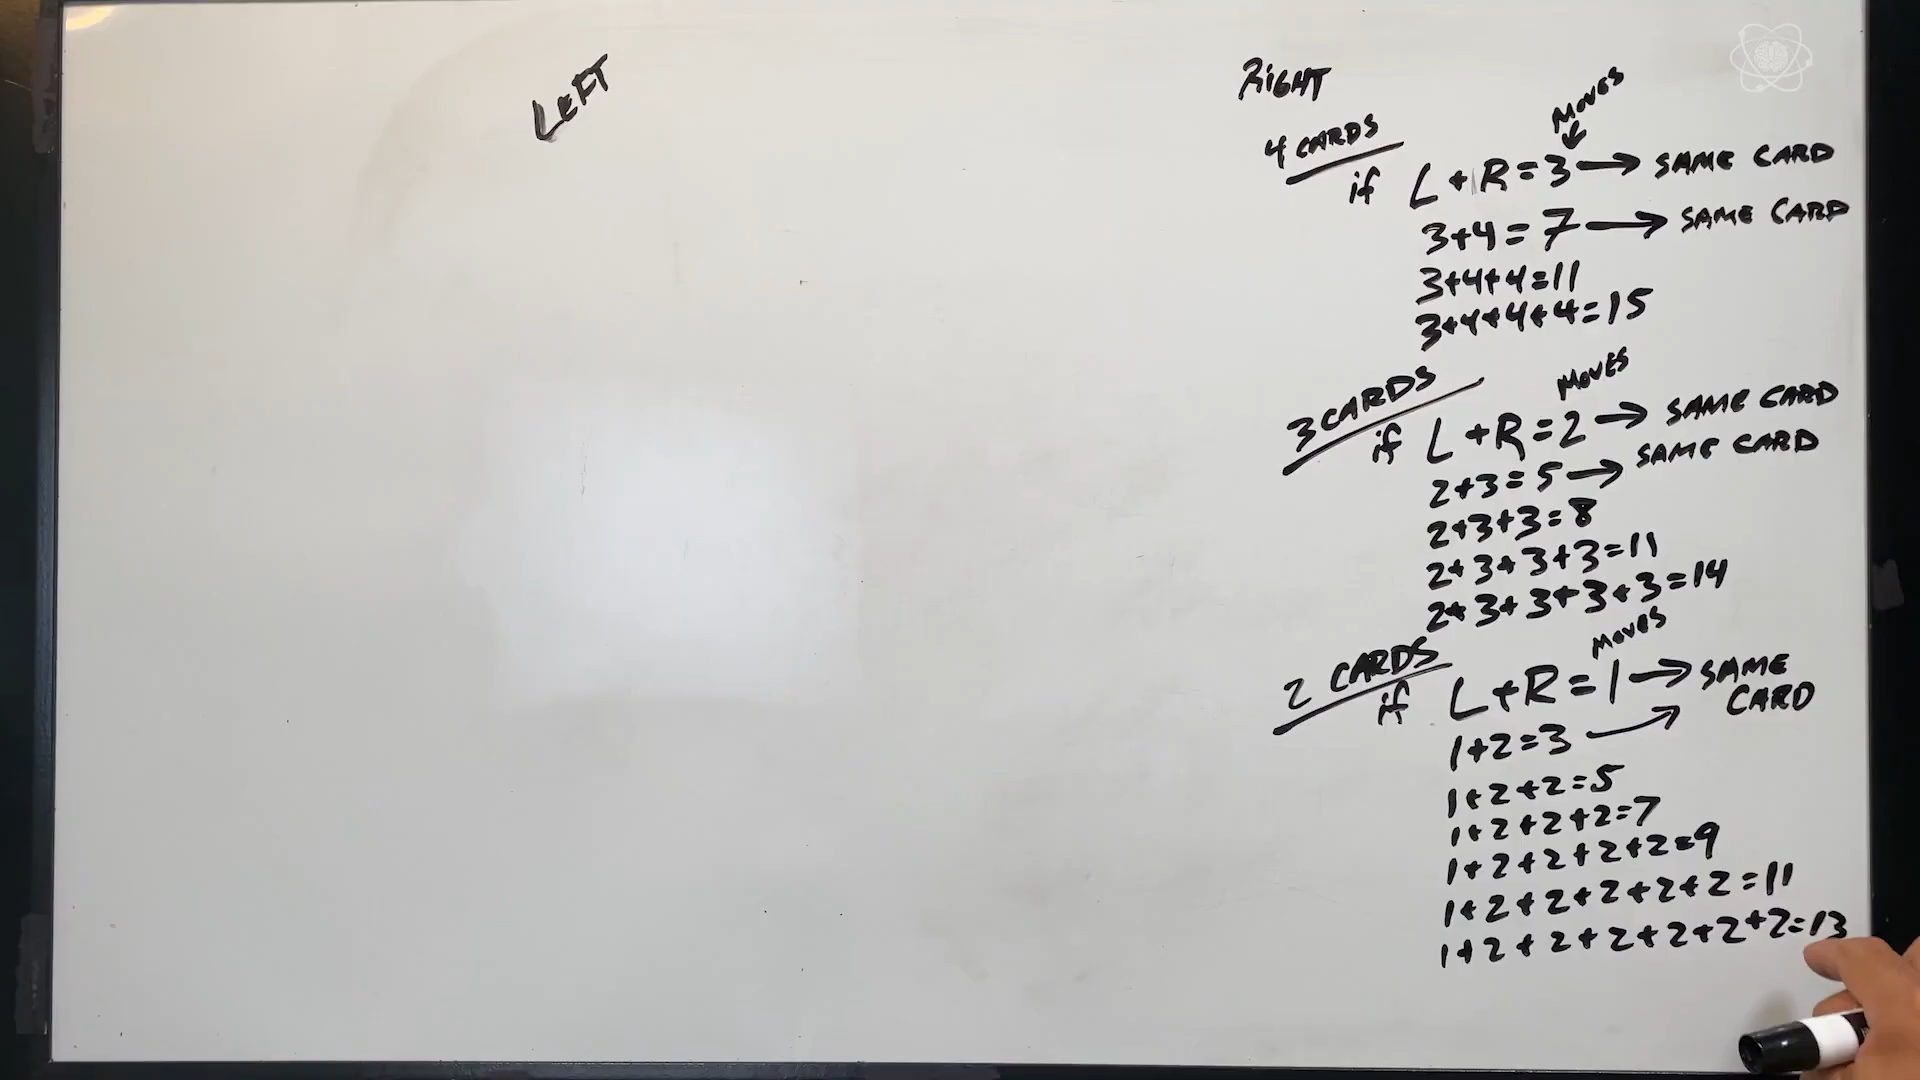 LEFT
RIGHT
4 CARDS
MOVES
if L + R = 3 → SAME CARD
3+4=7 → SAME CARD
3+4+4=11
3+4+4+4=15
3 CARDS
MOVES
if L + R = 2 → SAME CARD
2+3=5 → SAME CARD
2+3+3=8
2+3+3+3=11
2+3+3+3+3=14
2 CARDS
MOVES
if L + R = 1 → SAME CARD
1+2=3
1+2+2=5
1+2+2+2=7
1+2+2+2+2=9
1+2+2+2+2+2=11
1+2+2+2+2+2+2=13